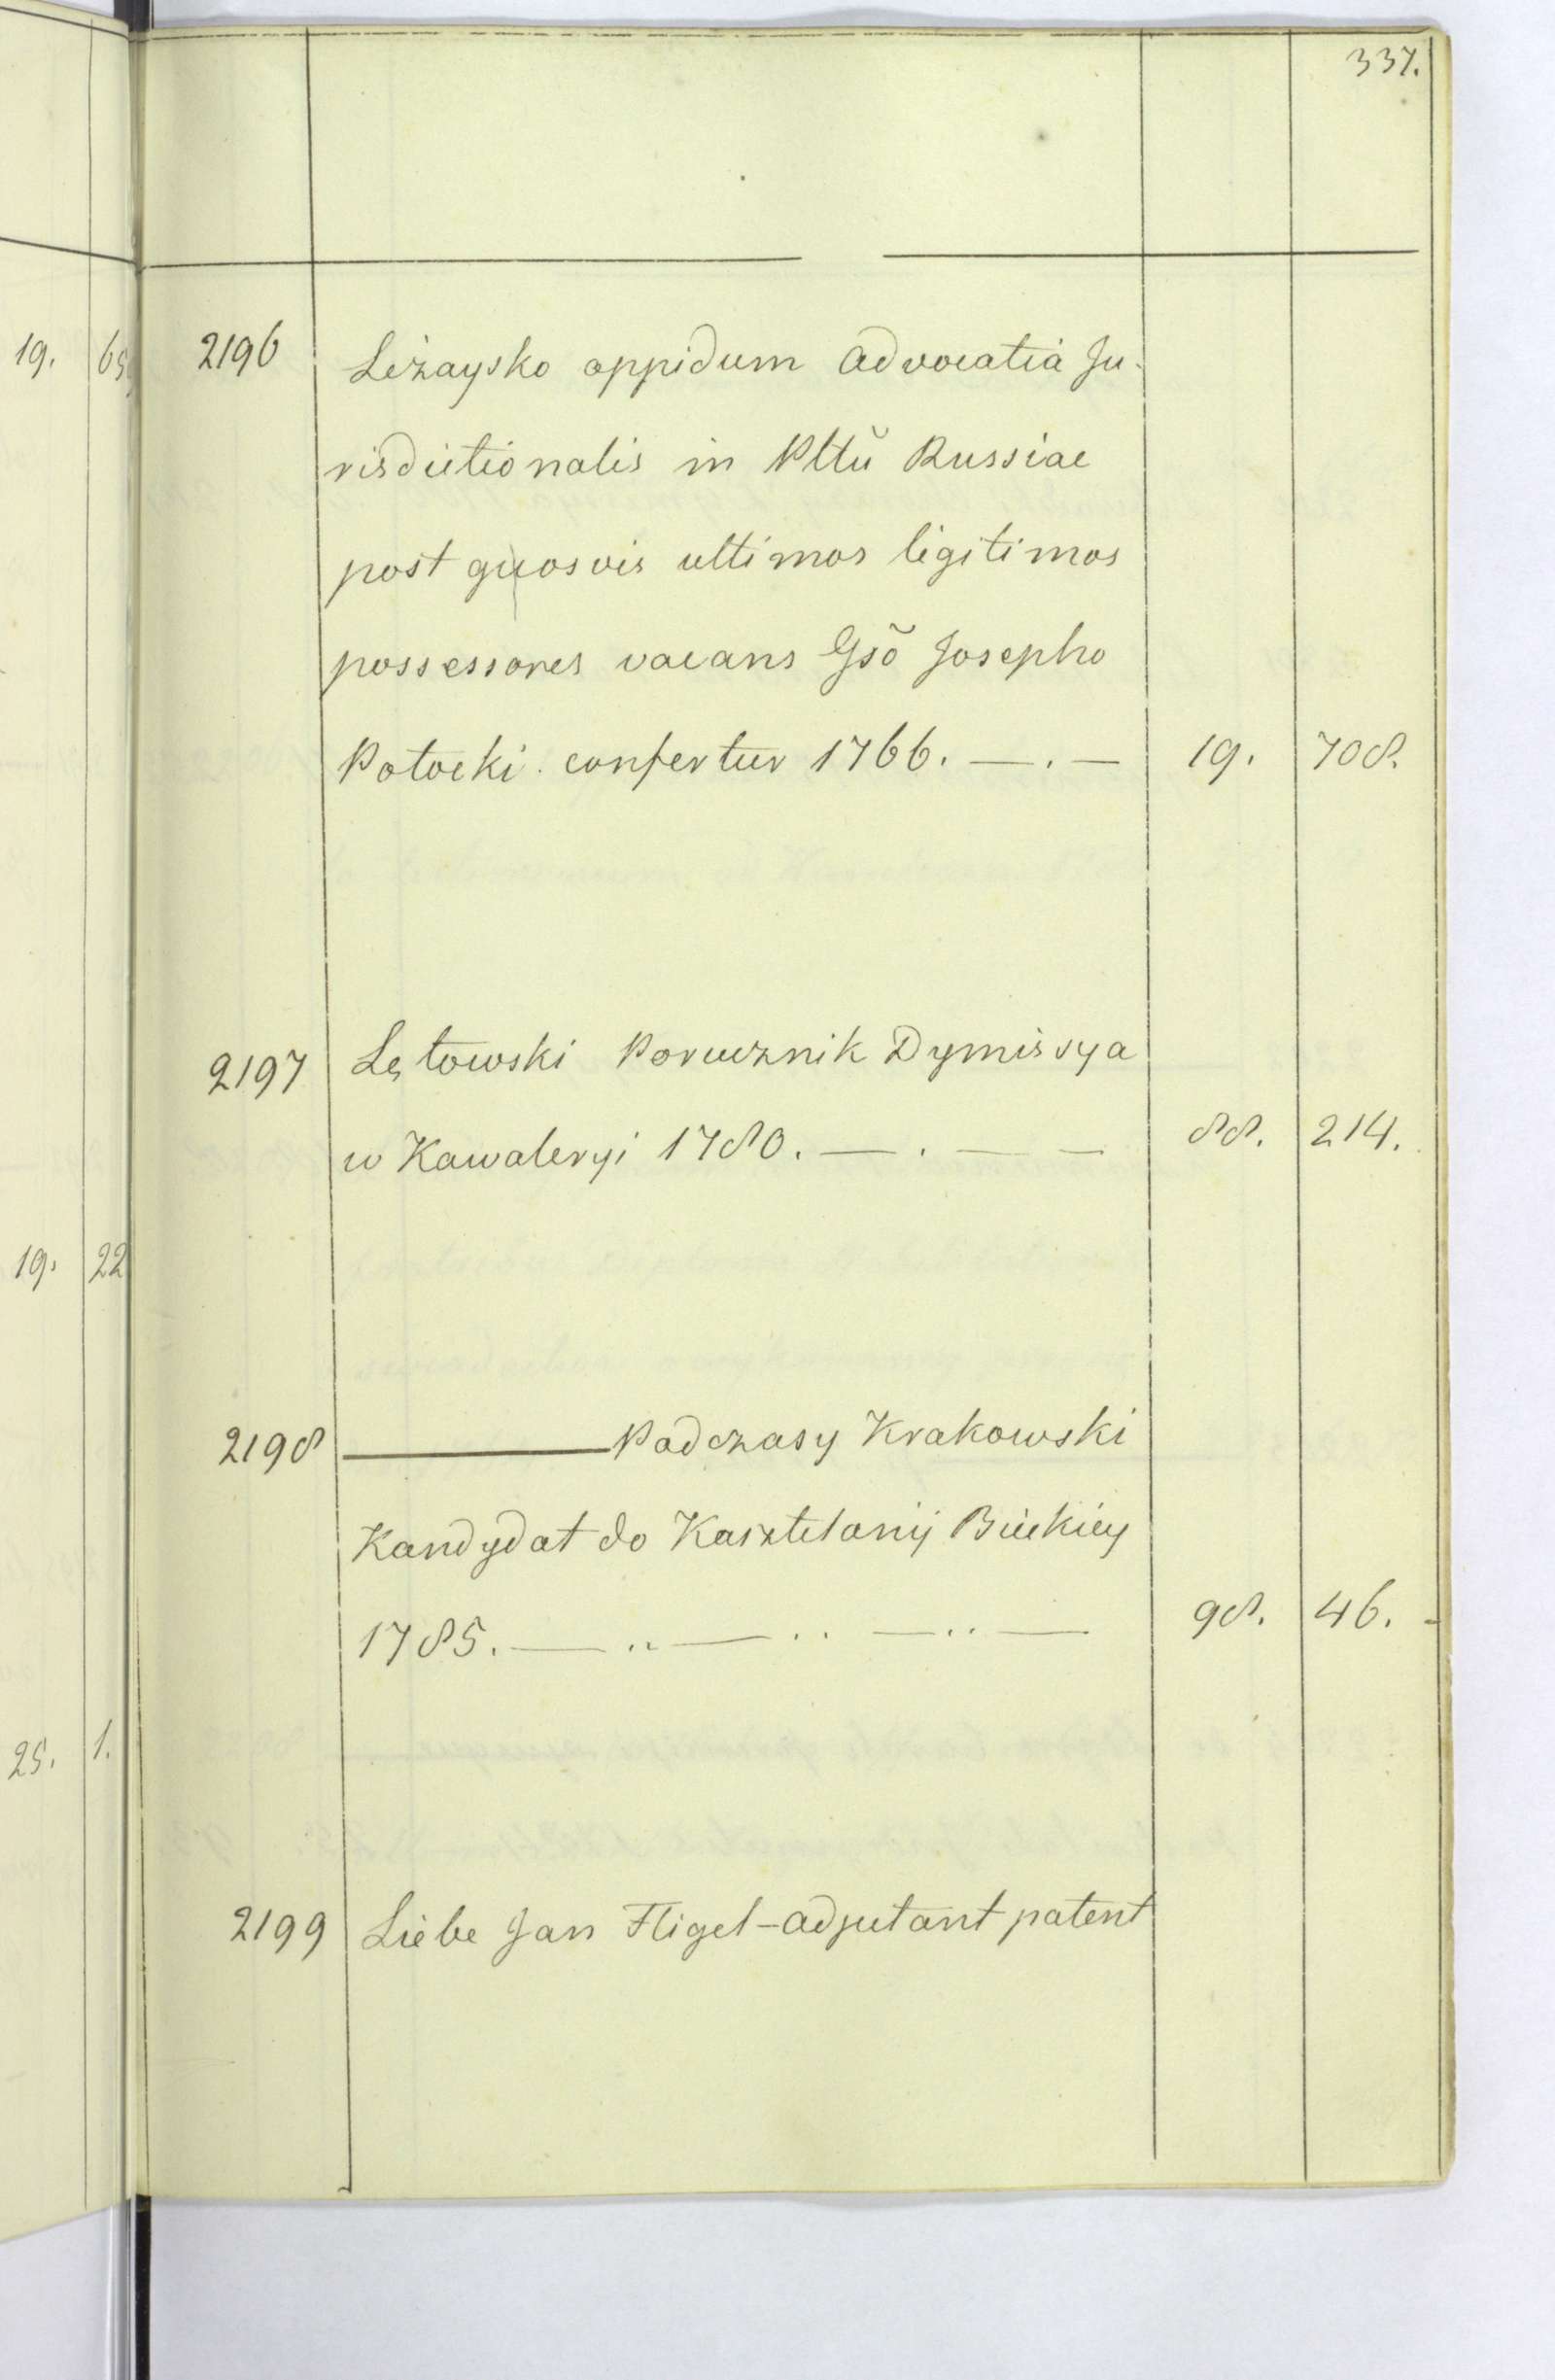 337.
19. 65
2196 Leżaysko oppidum Advocatia Ju-
risdictionalis in Pttũ Russiae
post quosvis ultimos legitimos
possessores vacans Gsõ Josepho
Potocki confertur 1766. — . — 19. 708.
2197 Lętowski Porucznik Dymissya
w Kawaleryi 1780. — . — — 88. 214.
19. 22
2198 ——— Podczasy Krakowski
Kandydat do Kasztelanij Bieckiey
1785. — .. — .. — .. — 98. 46.
25. 1.
2199 Liebe Jan Fligel-Adjutant patent